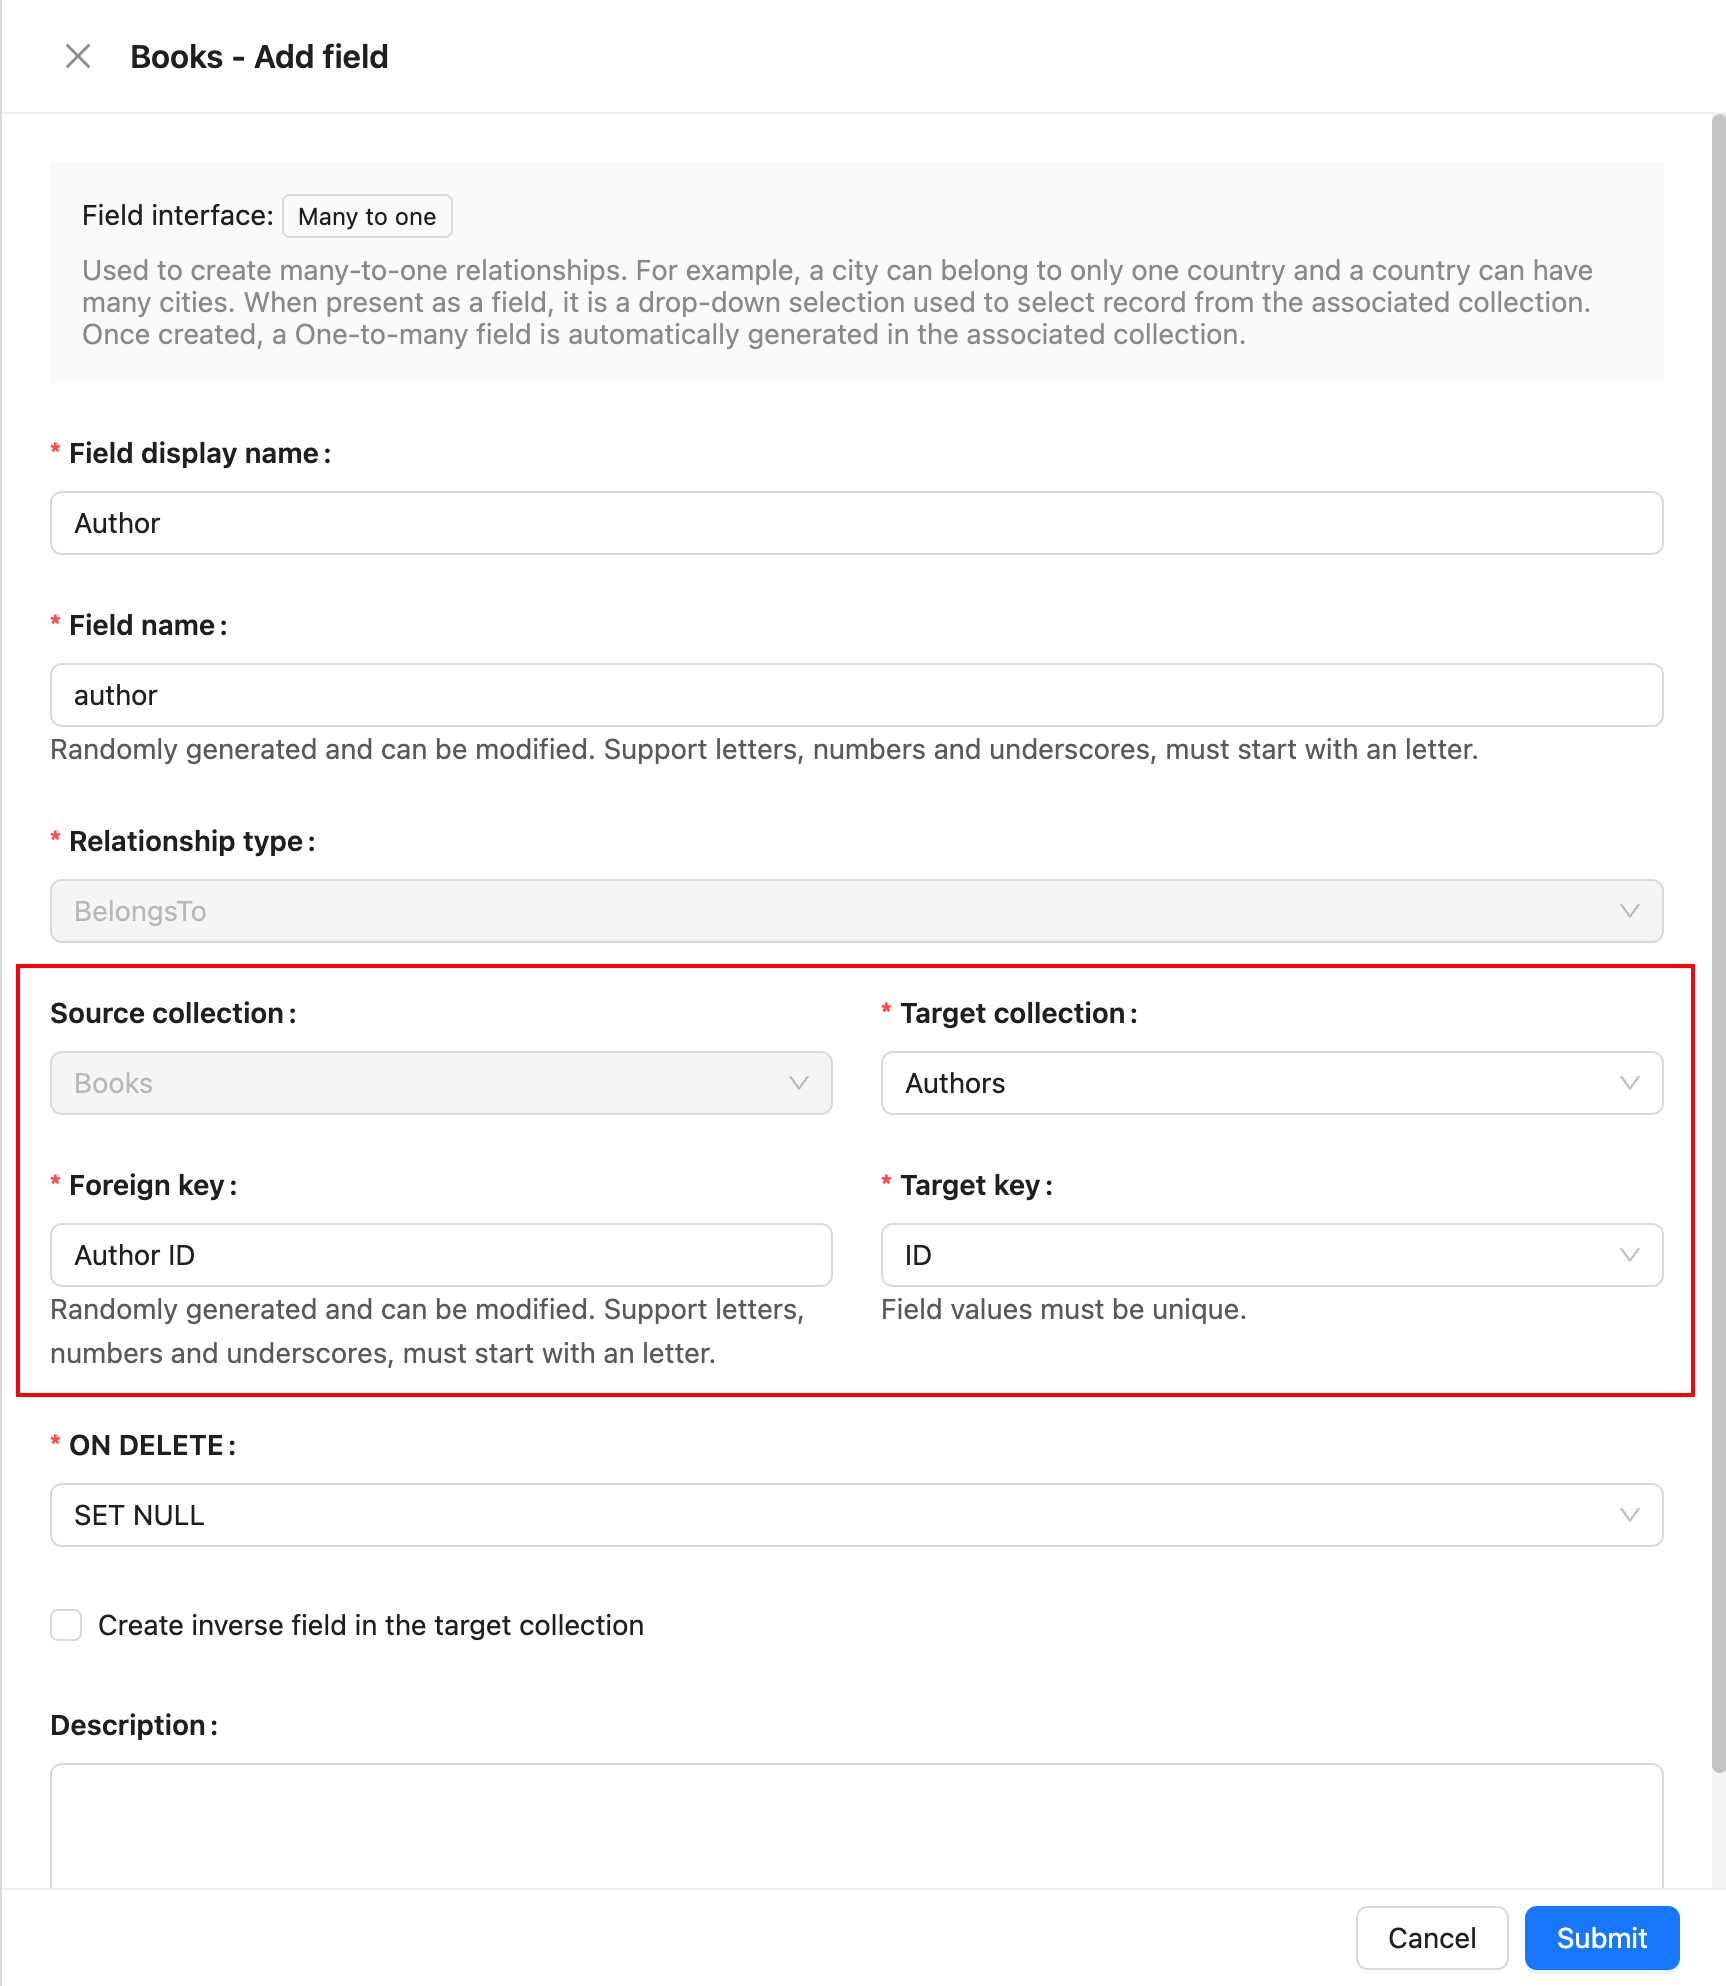 Books - Add field
Field interface: Many to one
Used to create many-to-one relationships. For example, a city can belong to only one country and a country can have
many cities. When present as a field, it is a drop-down selection used to select record from the associated collection.
Once created, a One-to-many field is automatically generated in the associated collection.
* Field display name:
Author
* Field name:
author
Randomly generated and can be modified. Support letters, numbers and underscores, must start with an letter.
* Relationship type:
BelongsTo
Source collection:
Books
* Target collection:
Authors
* Foreign key:
Author ID
Randomly generated and can be modified. Support letters,
numbers and underscores, must start with an letter.
* Target key:
ID
Field values must be unique.
* ON DELETE:
SET NULL
Create inverse field in the target collection
Description:
Cancel
Submit